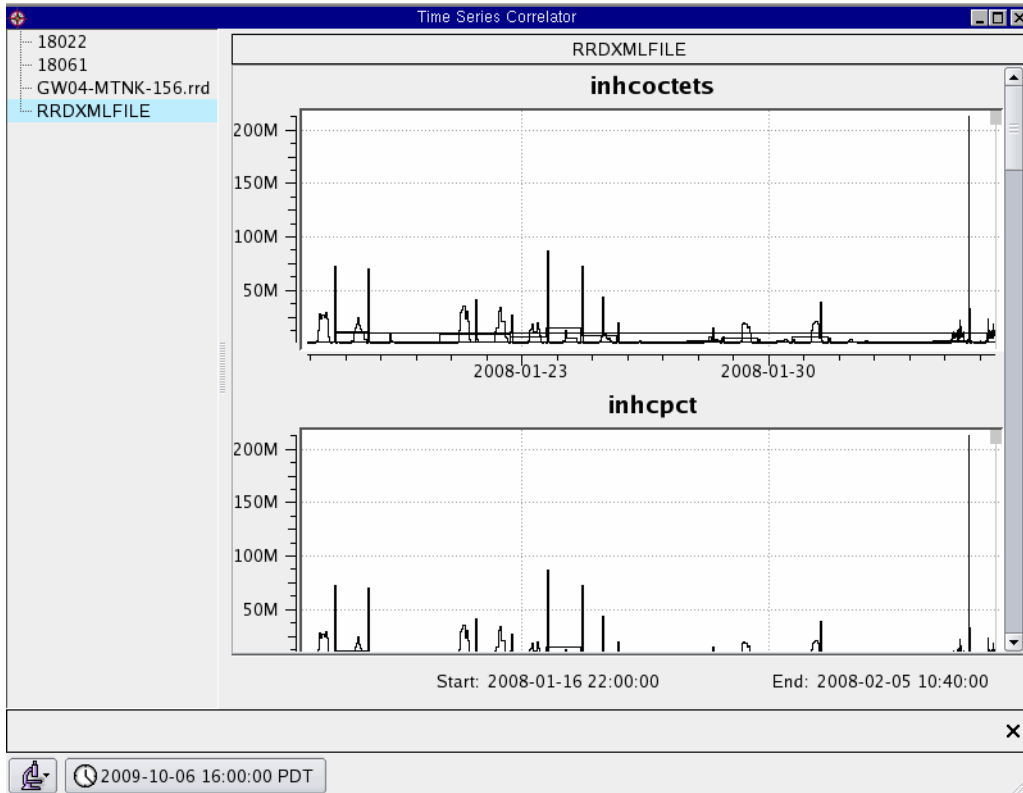 Time Series Correlator
18022
18061
GW04-MTNK-156.rrd
RRDXMLFILE
RRDXMLFILE
inhcoctets
200M
150M
100M
50M
2008-01-23 2008-01-30
inhcpct
200M
150M
100M
50M
Start: 2008-01-16 22:00:00 End: 2008-02-05 10:40:00
2009-10-06 16:00:00 PDT